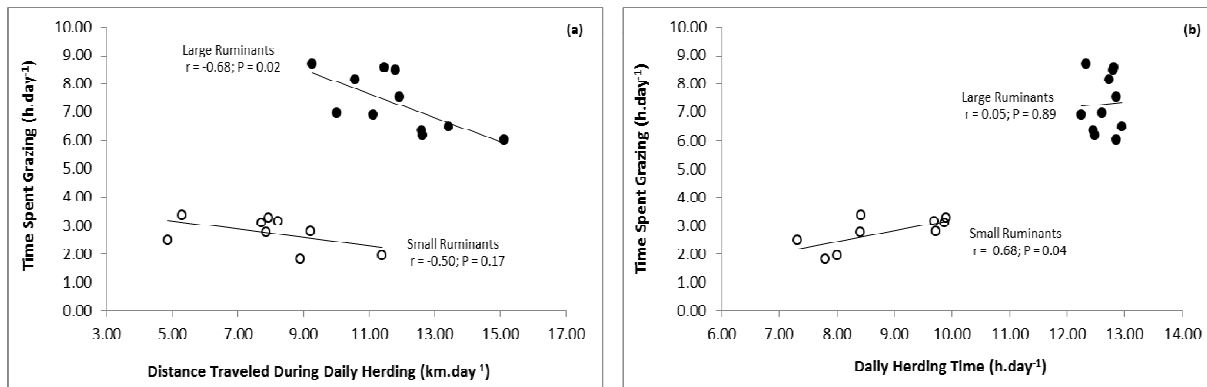 (a)
10.00
9.00
8.00
7.00
6.00
5.00
4.00
3.00
2.00
1.00
0.00
Time Spent Grazing (h.day-1)
Large Ruminants
r = -0.68; P = 0.02
Small Ruminants
r = -0.50; P = 0.17
3.00 5.00 7.00 9.00 11.00 13.00 15.00 17.00
Distance Traveled During Daily Herding (km.day-1)
(b)
10.00
9.00
8.00
7.00
6.00
5.00
4.00
3.00
2.00
1.00
0.00
Time Spent Grazing (h.day-1)
Large Ruminants
r = 0.05; P = 0.89
Small Ruminants
r = 0.68; P = 0.04
6.00 7.00 8.00 9.00 10.00 11.00 12.00 13.00 14.00
Daily Herding Time (h.day-1)